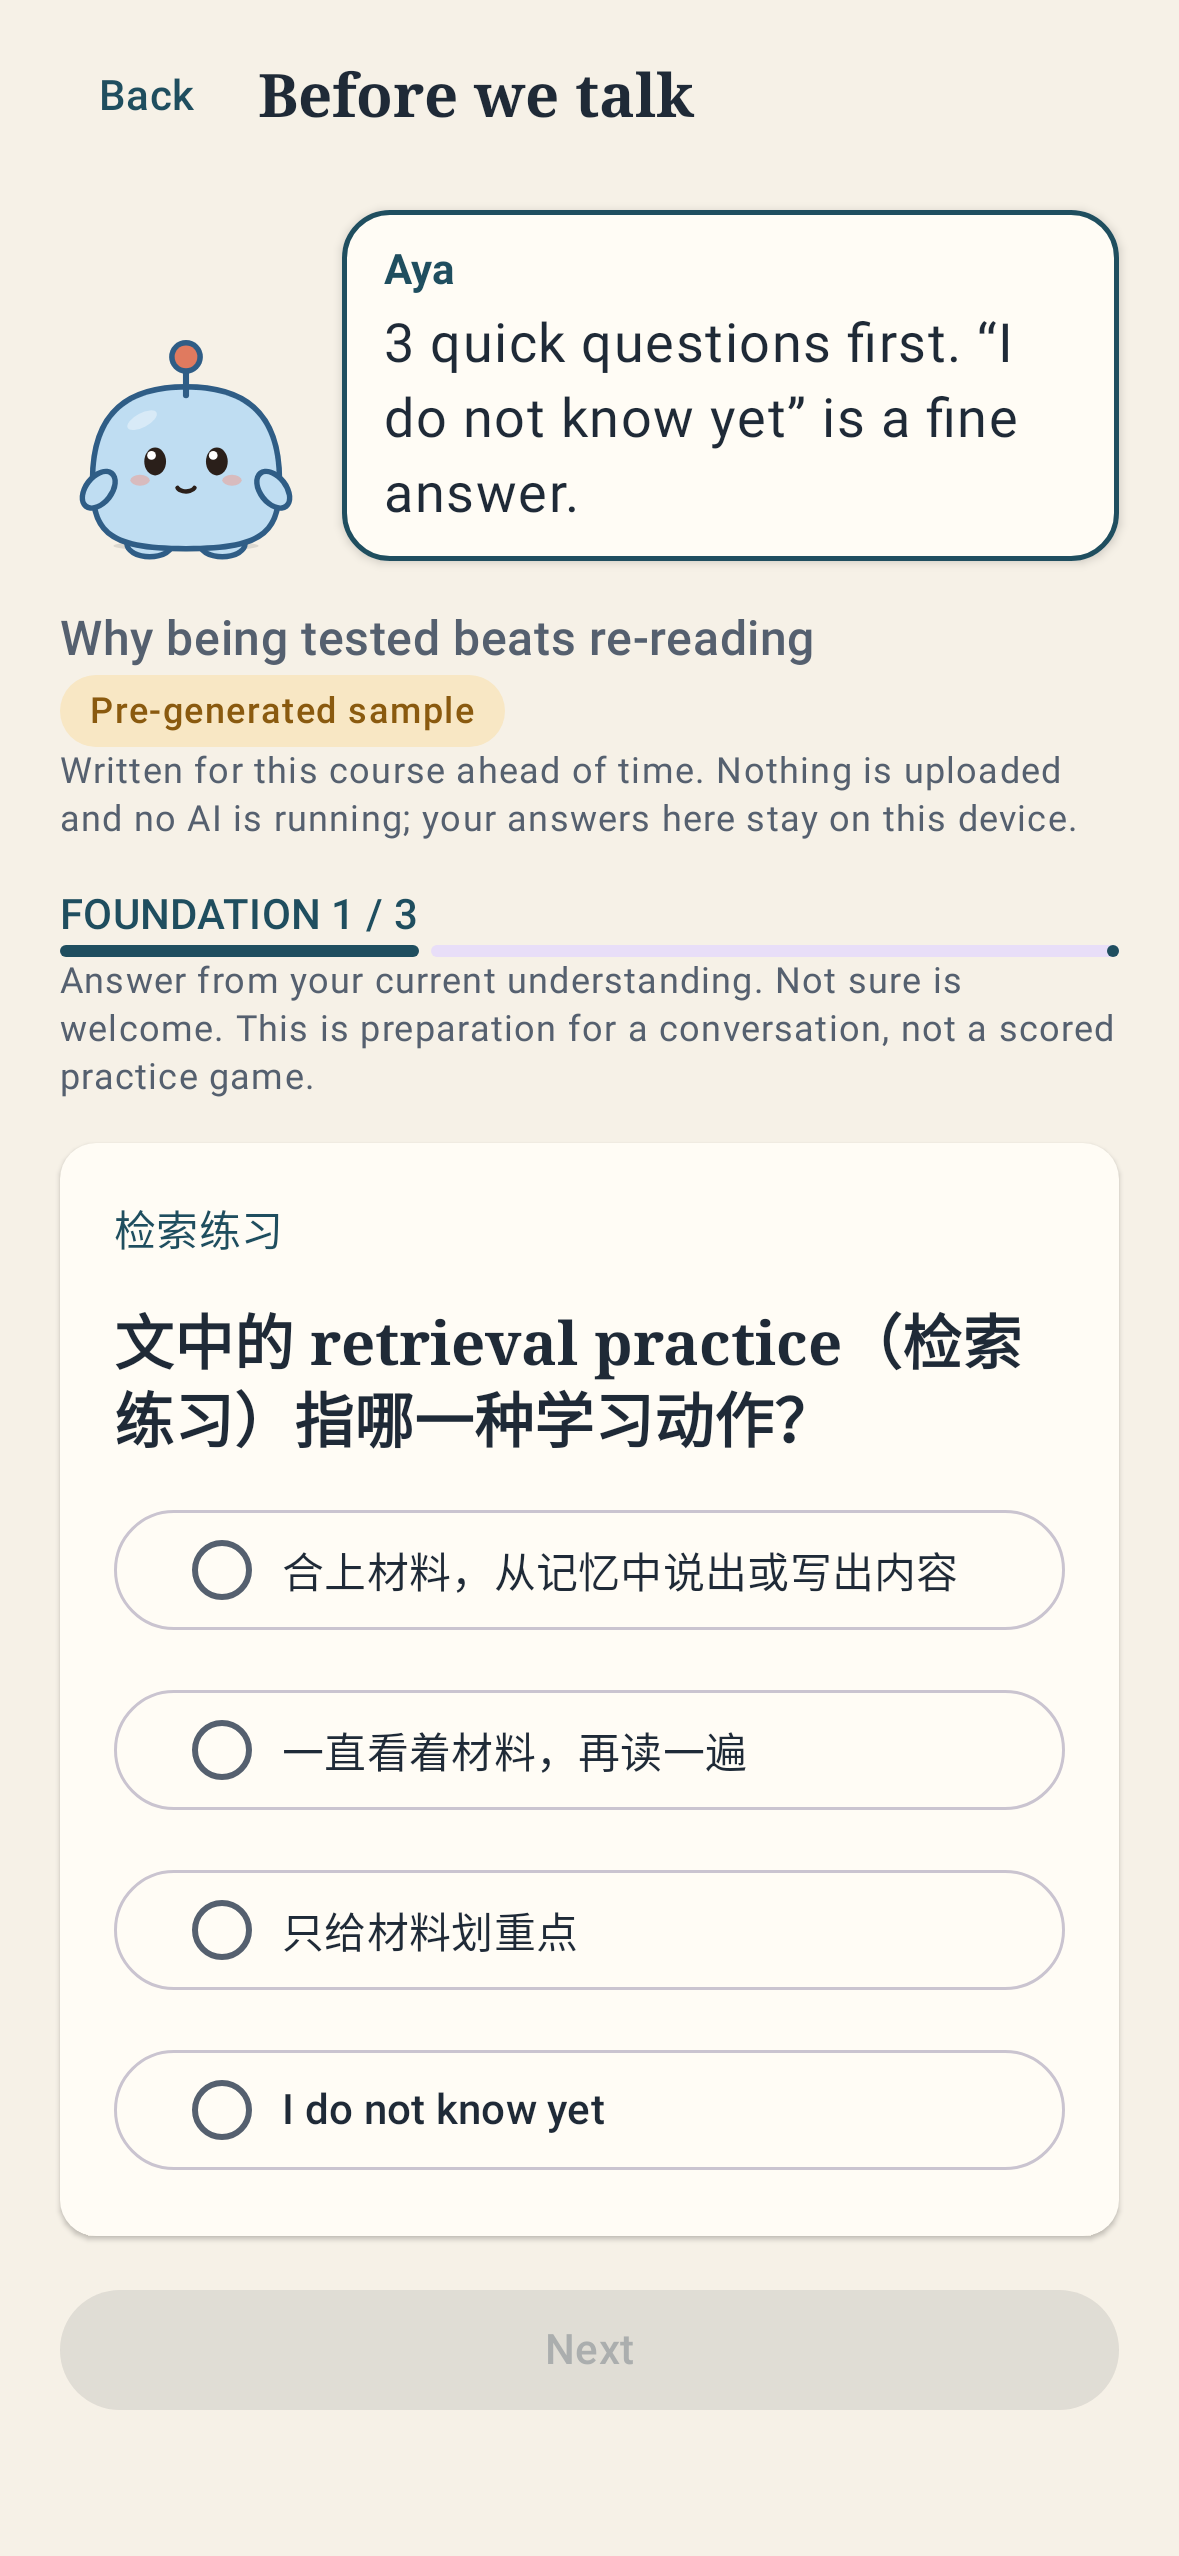 Back
Before we talk
Aya
3 quick questions first. “I
do not know yet” is a fine
answer.
Why being tested beats re-reading
Pre-generated sample
Written for this course ahead of time. Nothing is uploaded
and no AI is running; your answers here stay on this device.
FOUNDATION 1 / 3
Answer from your current understanding. Not sure is
welcome. This is preparation for a conversation, not a scored
practice game.
检索练习
文中的 retrieval practice（检索
练习）指哪一种学习动作？
合上材料，从记忆中说出或写出内容
一直看着材料，再读一遍
只给材料划重点
I do not know yet
Next